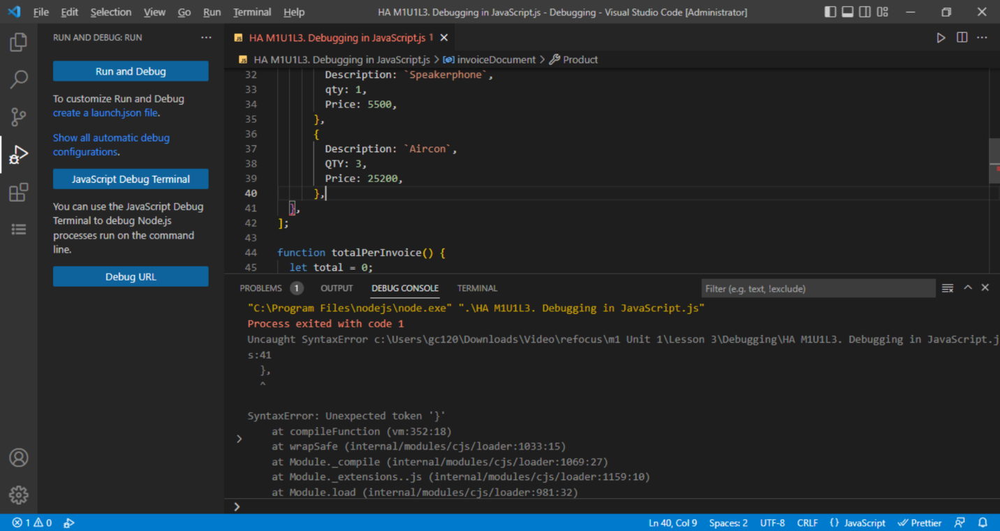 File Edit Selection View Go Run Terminal Help
HA M1U1L3. Debugging in JavaScript.js - Debugging - Visual Studio Code [Administrator]
RUN AND DEBUG: RUN ···
Run and Debug
To customize Run and Debug
create a launch.json file.
Show all automatic debug
configurations.
JavaScript Debug Terminal
You can use the JavaScript Debug
Terminal to debug Node.js
processes run on the command
line.
Debug URL
JS HA M1U1L3. Debugging in JavaScript.js 1
JS HA M1U1L3. Debugging in JavaScript.js > invoiceDocument > Product
32 Description: `Speakerphone`,
33 qty: 1,
34 Price: 5500,
35 },
36 {
37 Description: `Aircon`,
38 QTY: 3,
39 Price: 25200,
40 },
41 },
42 ];
43
44 function totalPerInvoice() {
45 let total = 0;
PROBLEMS 1 OUTPUT DEBUG CONSOLE TERMINAL Filter (e.g. text, !exclude)
"C:\Program Files\nodejs\node.exe" ".\HA M1U1L3. Debugging in JavaScript.js"
Process exited with code 1
Uncaught SyntaxError c:\Users\gc120\Downloads\Video\refocus\m1 Unit 1\Lesson 3\Debugging\HA M1U1L3. Debugging in JavaScript.j
s:41
},
^
SyntaxError: Unexpected token '}'
at compileFunction (vm:352:18)
at wrapSafe (internal/modules/cjs/loader:1033:15)
at Module._compile (internal/modules/cjs/loader:1069:27)
at Module._extensions..js (internal/modules/cjs/loader:1159:10)
at Module.load (internal/modules/cjs/loader:981:32)
1 0 Ln 40, Col 9 Spaces: 2 UTF-8 CRLF {} JavaScript Prettier